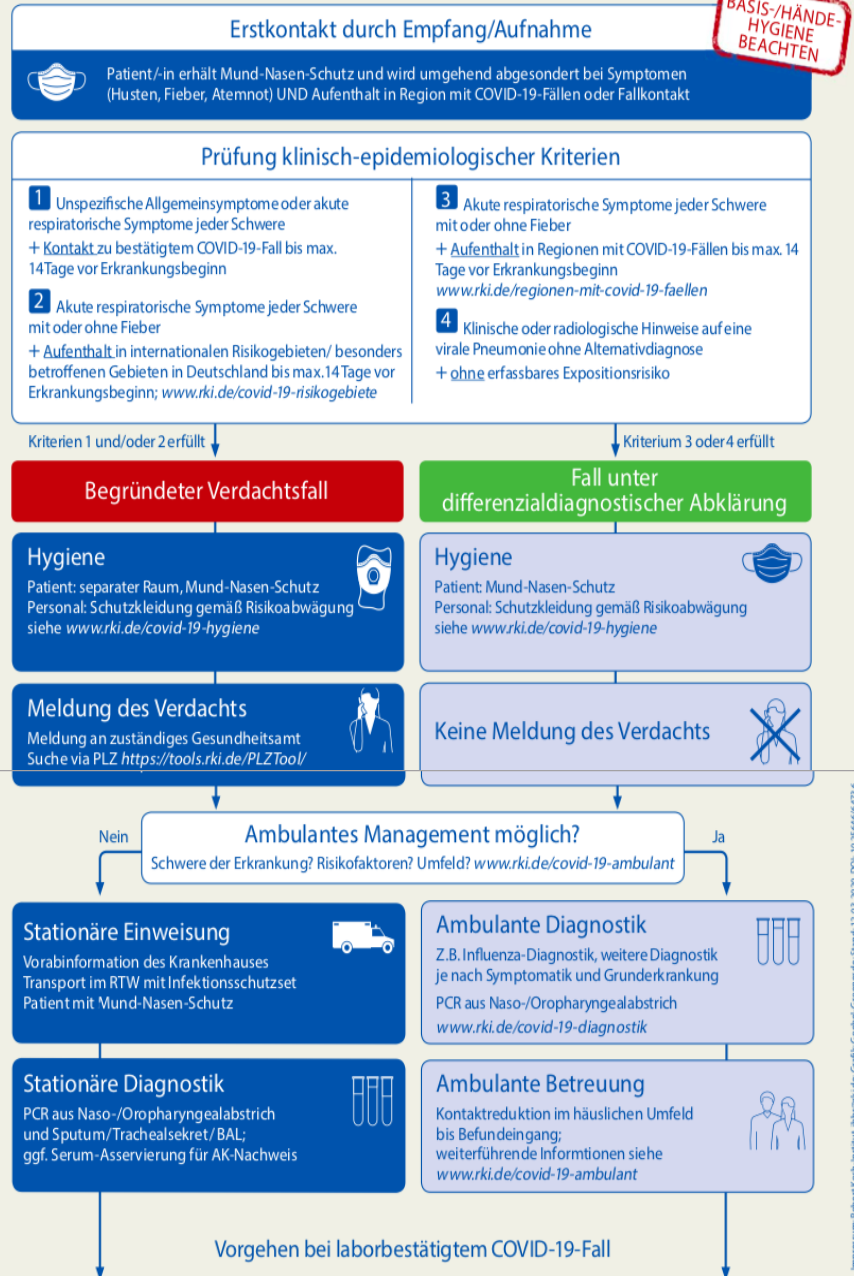 BASIS-/HÄNDE-
HYGIENE
BEACHTEN
Erstkontakt durch Empfang/Aufnahme
Patient/-in erhält Mund-Nasen-Schutz und wird umgehend abgesondert bei Symptomen
(Husten, Fieber, Atemnot) UND Aufenthalt in Region mit COVID-19-Fällen oder Fallkontakt
Prüfung klinisch-epidemiologischer Kriterien
1 Unspezifische Allgemeinsymptome oder akute
respiratorische Symptome jeder Schwere
+ Kontakt zu bestätigtem COVID-19-Fall bis max.
14 Tage vor Erkrankungsbeginn
2 Akute respiratorische Symptome jeder Schwere
mit oder ohne Fieber
+ Aufenthalt in internationalen Risikogebieten/ besonders
betroffenen Gebieten in Deutschland bis max. 14 Tage vor
Erkrankungsbeginn; www.rki.de/covid-19-risikogebiete
3 Akute respiratorische Symptome jeder Schwere
mit oder ohne Fieber
+ Aufenthalt in Regionen mit COVID-19-Fällen bis max. 14
Tage vor Erkrankungsbeginn
www.rki.de/regionen-mit-covid-19-faellen
4 Klinische oder radiologische Hinweise auf eine
virale Pneumonie ohne Alternativdiagnose
+ ohne erfassbares Expositionsrisiko
Kriterien 1 und/oder 2 erfüllt
Kriterium 3 oder 4 erfüllt
Begründeter Verdachtsfall
Fall unter
differenzialdiagnostischer Abklärung
Hygiene
Patient: separater Raum, Mund-Nasen-Schutz
Personal: Schutzkleidung gemäß Risikoabwägung
siehe www.rki.de/covid-19-hygiene
Hygiene
Patient: Mund-Nasen-Schutz
Personal: Schutzkleidung gemäß Risikoabwägung
siehe www.rki.de/covid-19-hygiene
Meldung des Verdachts
Meldung an zuständiges Gesundheitsamt
Suche via PLZ https://tools.rki.de/PLZTool/
Keine Meldung des Verdachts
Nein
Ambulantes Management möglich?
Schwere der Erkrankung? Risikofaktoren? Umfeld? www.rki.de/covid-19-ambulant
Ja
Stationäre Einweisung
Vorabinformation des Krankenhauses
Transport im RTW mit Infektionsschutzset
Patient mit Mund-Nasen-Schutz
Ambulante Diagnostik
Z.B. Influenza-Diagnostik, weitere Diagnostik
je nach Symptomatik und Grunderkrankung
PCR aus Naso-/Oropharyngealabstrich
www.rki.de/covid-19-diagnostik
Stationäre Diagnostik
PCR aus Naso-/Oropharyngealabstrich
und Sputum/Trachealsekret/BAL;
ggf. Serum-Asservierung für AK-Nachweis
Ambulante Betreuung
Kontaktreduktion im häuslichen Umfeld
bis Befundeingang;
weiterführende Informtionen siehe
www.rki.de/covid-19-ambulant
Vorgehen bei laborbestätigtem COVID-19-Fall